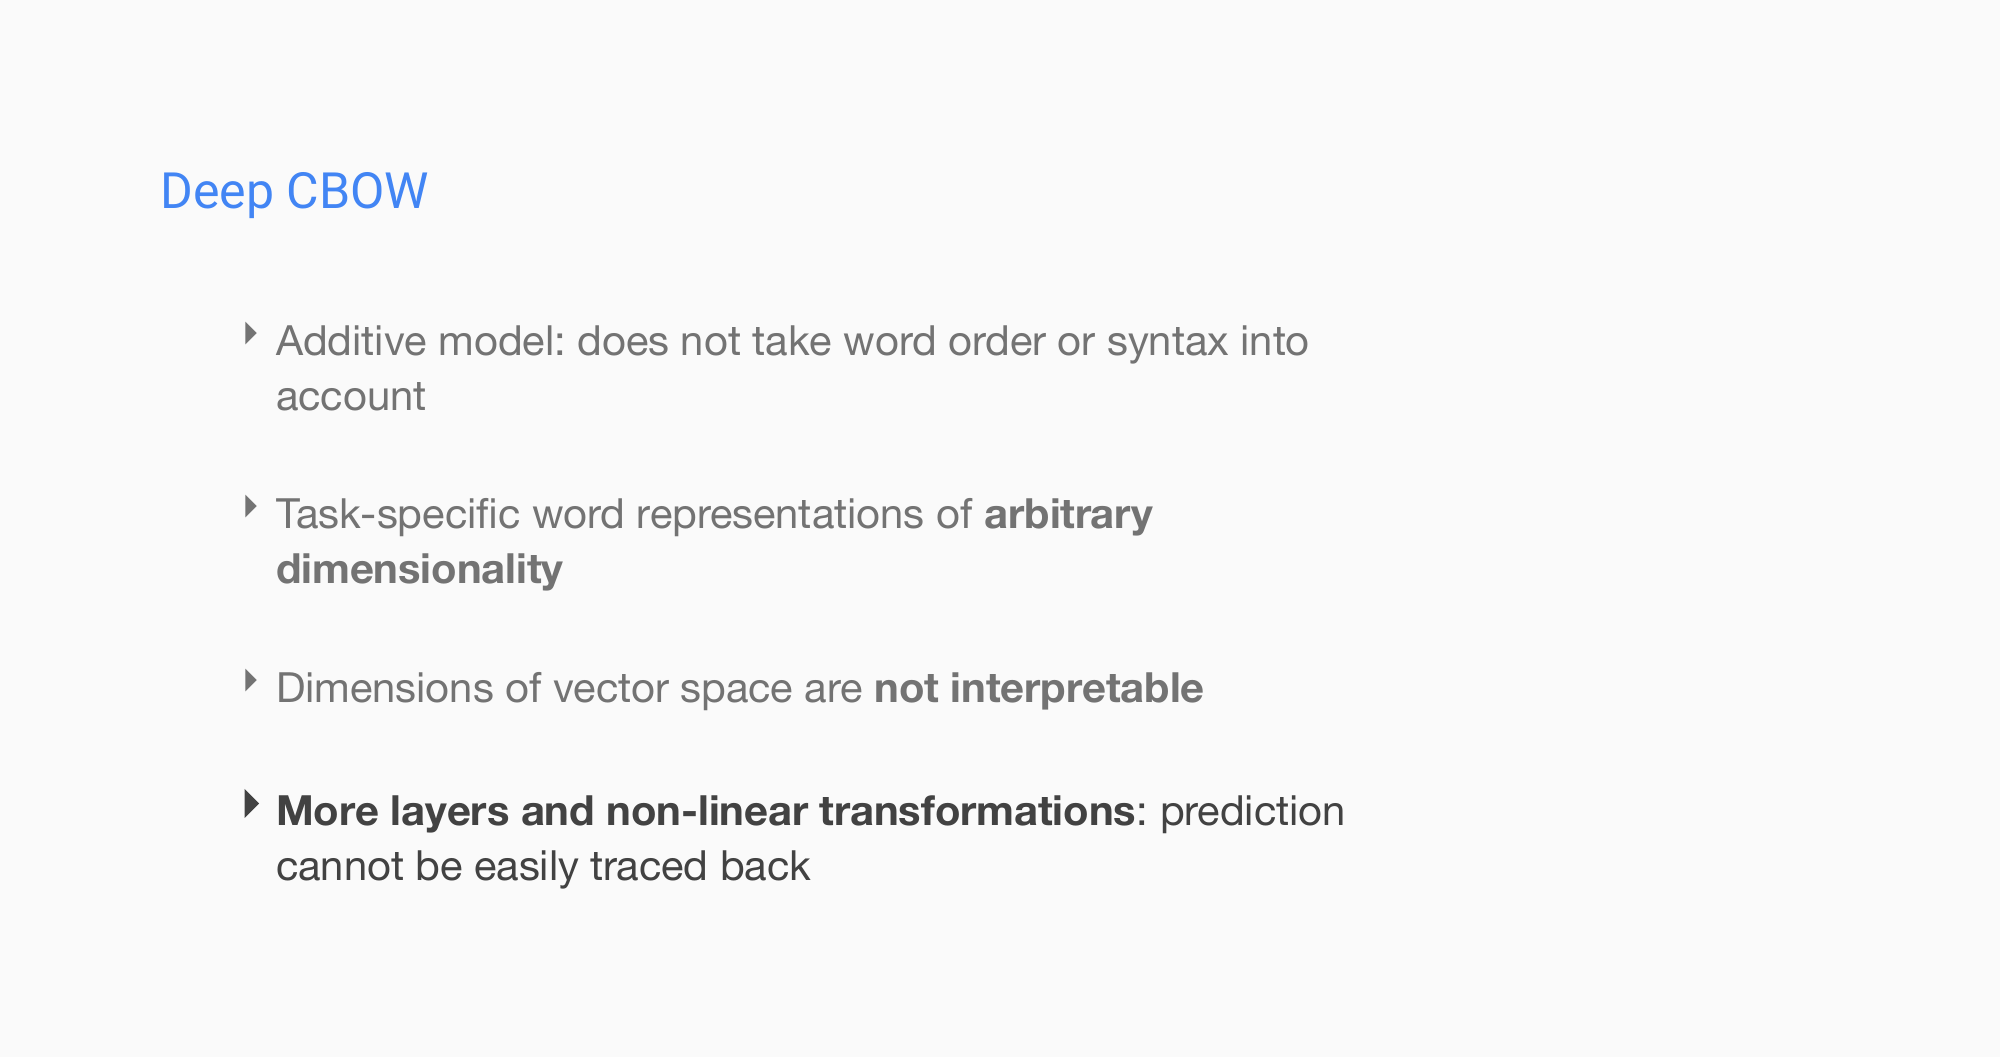 Deep CBOW
Additive model: does not take word order or syntax into
account
Task-specific word representations of arbitrary
dimensionality
Dimensions of vector space are not interpretable
More layers and non-linear transformations: prediction
cannot be easily traced back